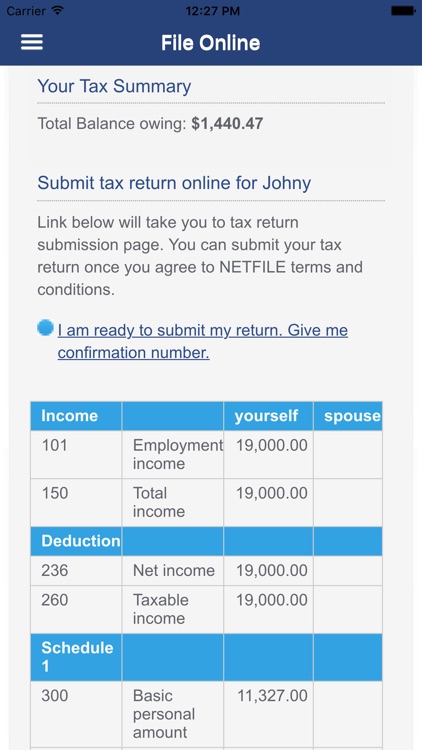 Carrier 12:27 PM
File Online
Your Tax Summary
Total Balance owing: $1,440.47
Submit tax return online for Johny
Link below will take you to tax return
submission page. You can submit your tax
return once you agree to NETFILE terms and
conditions.
I am ready to submit my return. Give me
confirmation number.
Income yourself spouse
101 Employment 19,000.00
income
150 Total 19,000.00
income
Deduction
236 Net income 19,000.00
260 Taxable 19,000.00
income
Schedule
1
300 Basic 11,327.00
personal
amount